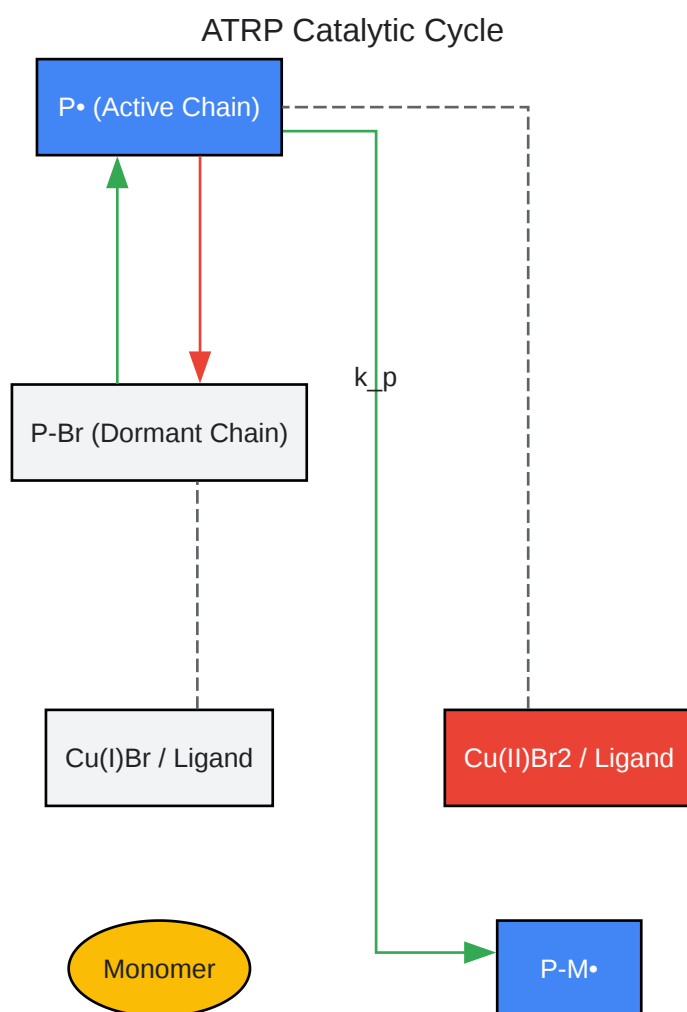 ATRP Catalytic Cycle
P• (Active Chain)
k_p
P-Br (Dormant Chain)
Cu(I)Br / Ligand
Cu(II)Br2 / Ligand
Monomer
P-M•